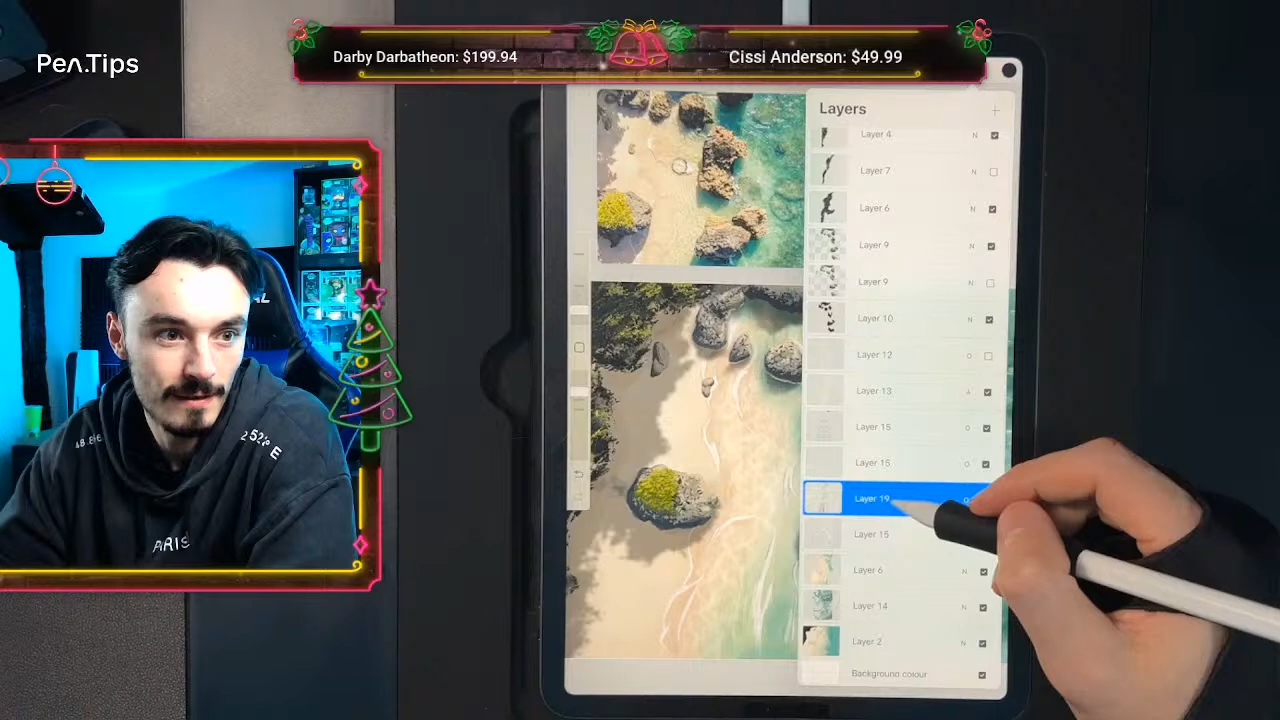 Pen.Tips
Darby Darbatheon: $199.94
Cissi Anderson: $49.99
Layers
Layer 4 N
Layer 7 N
Layer 6 N
Layer 9 N
Layer 9 N
Layer 10 N
Layer 12 O
Layer 13
Layer 15 O
Layer 15 O
Layer 19
Layer 15
Layer 6 N
Layer 14 N
Layer 2 N
Background colour